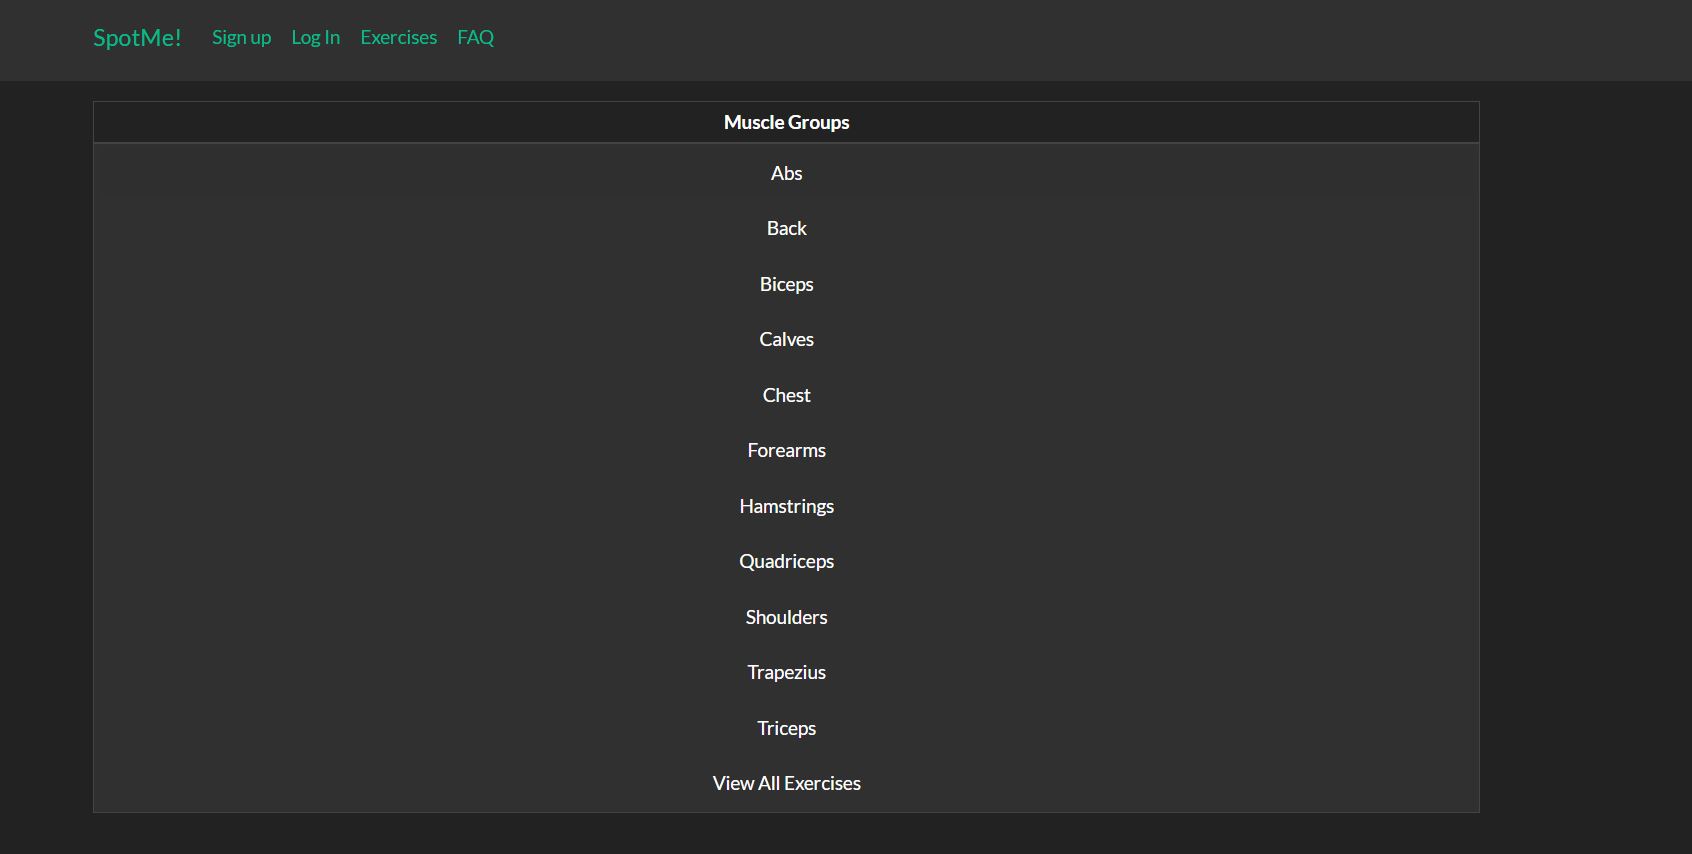 SpotMe! Sign up Log In Exercises FAQ
Muscle Groups
Abs
Back
Biceps
Calves
Chest
Forearms
Hamstrings
Quadriceps
Shoulders
Trapezius
Triceps
View All Exercises